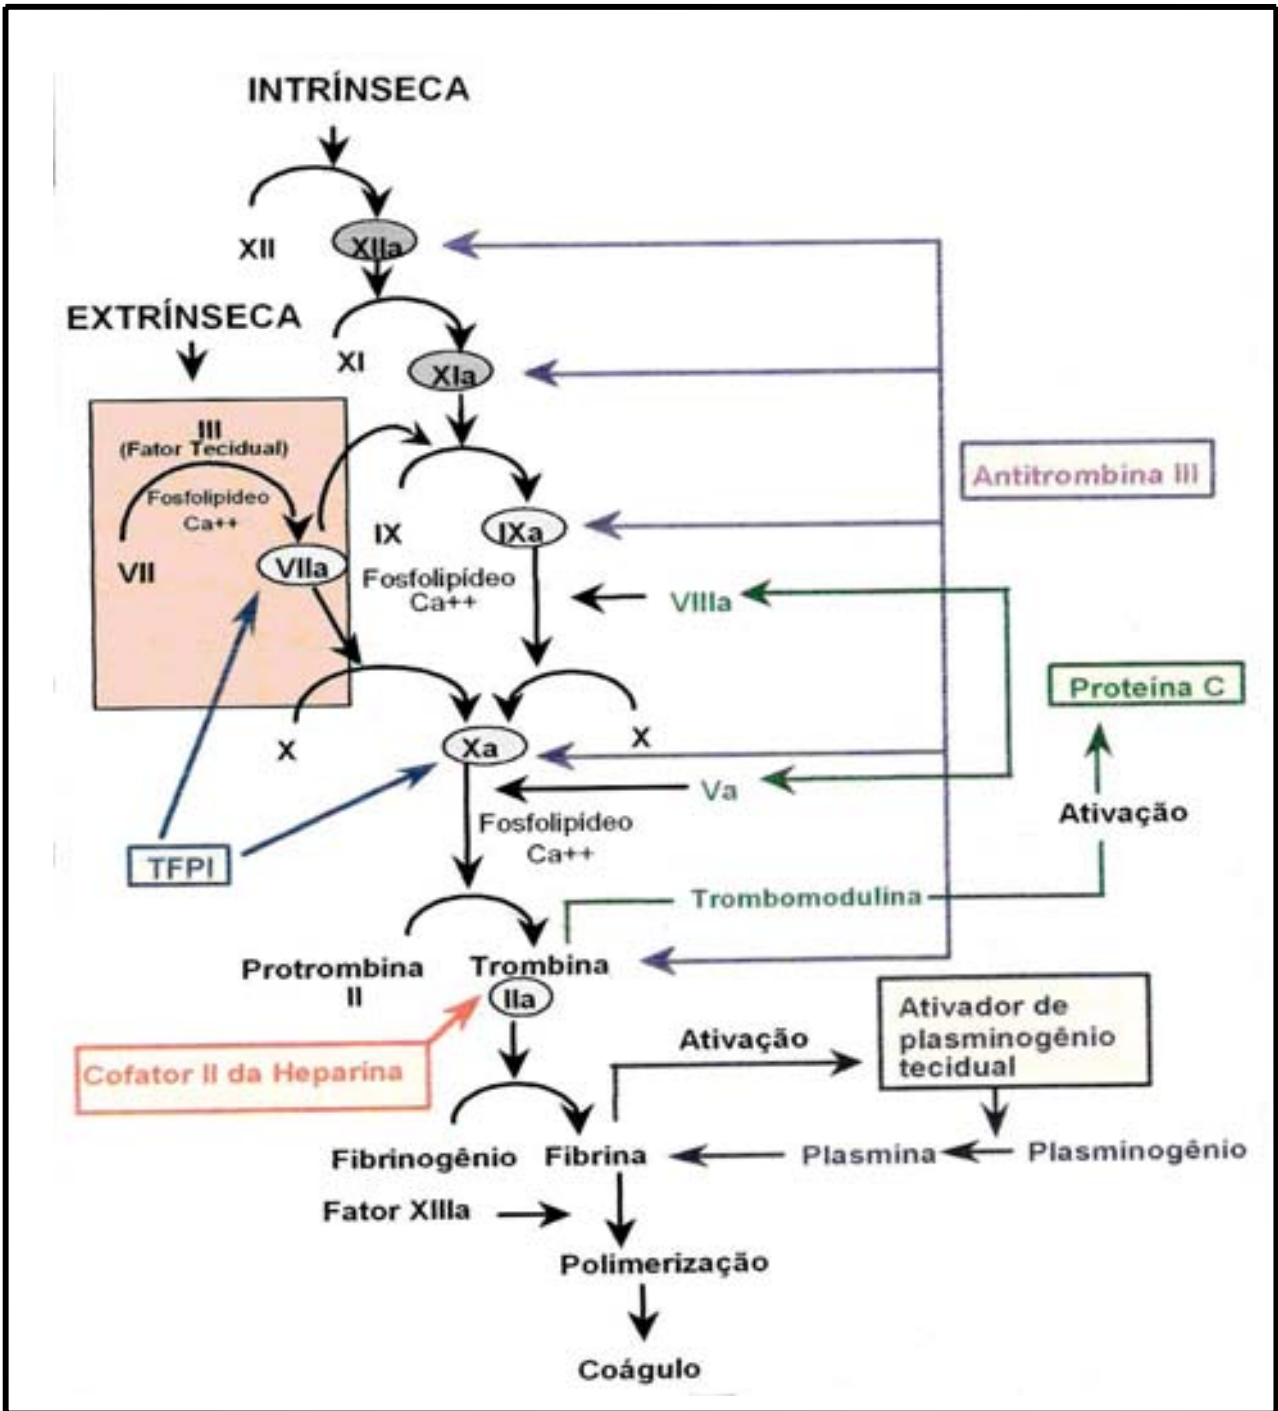 INTRÍNSECA
XII
XIIa
EXTRÍNSECA
XI
XIa
III
(Fator Tecidual)
Fosfolipídeo
Ca++
VII
VIIa
IX
IXa
Antitrombina III
Fosfolipídeo
Ca++
VIIIa
Proteína C
X
Xa
X
Va
Ativação
Fosfolipídeo
Ca++
TFPI
Trombomodulina
Protrombina
II
Trombina
IIa
Cofator II da Heparina
Ativação
Ativador de
plasminogênio
tecidual
Fibrinogênio
Fibrina
Plasmina
Plasminogênio
Fator XIIIa
Polimerização
Coágulo